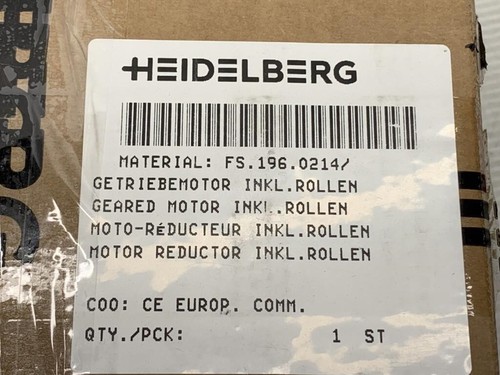 HEIDELBERG
MATERIAL: FS.196.0214/
GETRIEBEMOTOR INKL.ROLLEN
GEARED MOTOR INKL.ROLLEN
MOTO-RéDUCTEUR INKL.ROLLEN
MOTOR REDUCTOR INKL.ROLLEN
COO: CE EUROP. COMM.
QTY./PCK: 1 ST